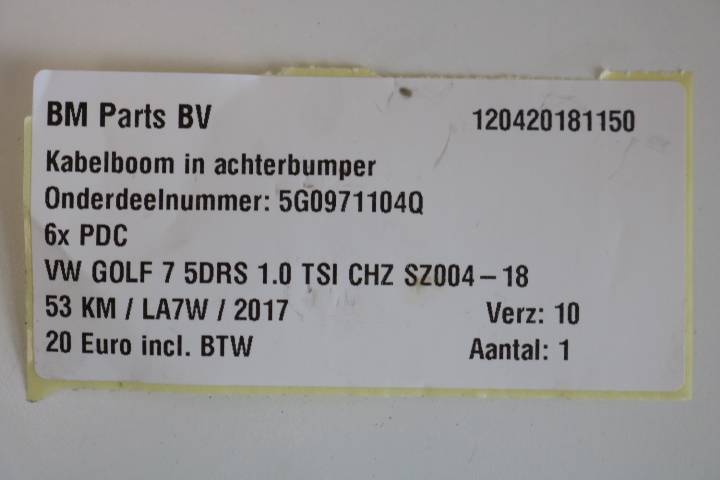 BM Parts BV 120420181150
Kabelboom in achterbumper
Onderdeelnummer: 5G0971104Q
6x PDC
VW GOLF 7 5DRS 1.0 TSI CHZ SZ004-18
53 KM / LA7W / 2017 Verz: 10
20 Euro incl. BTW Aantal: 1